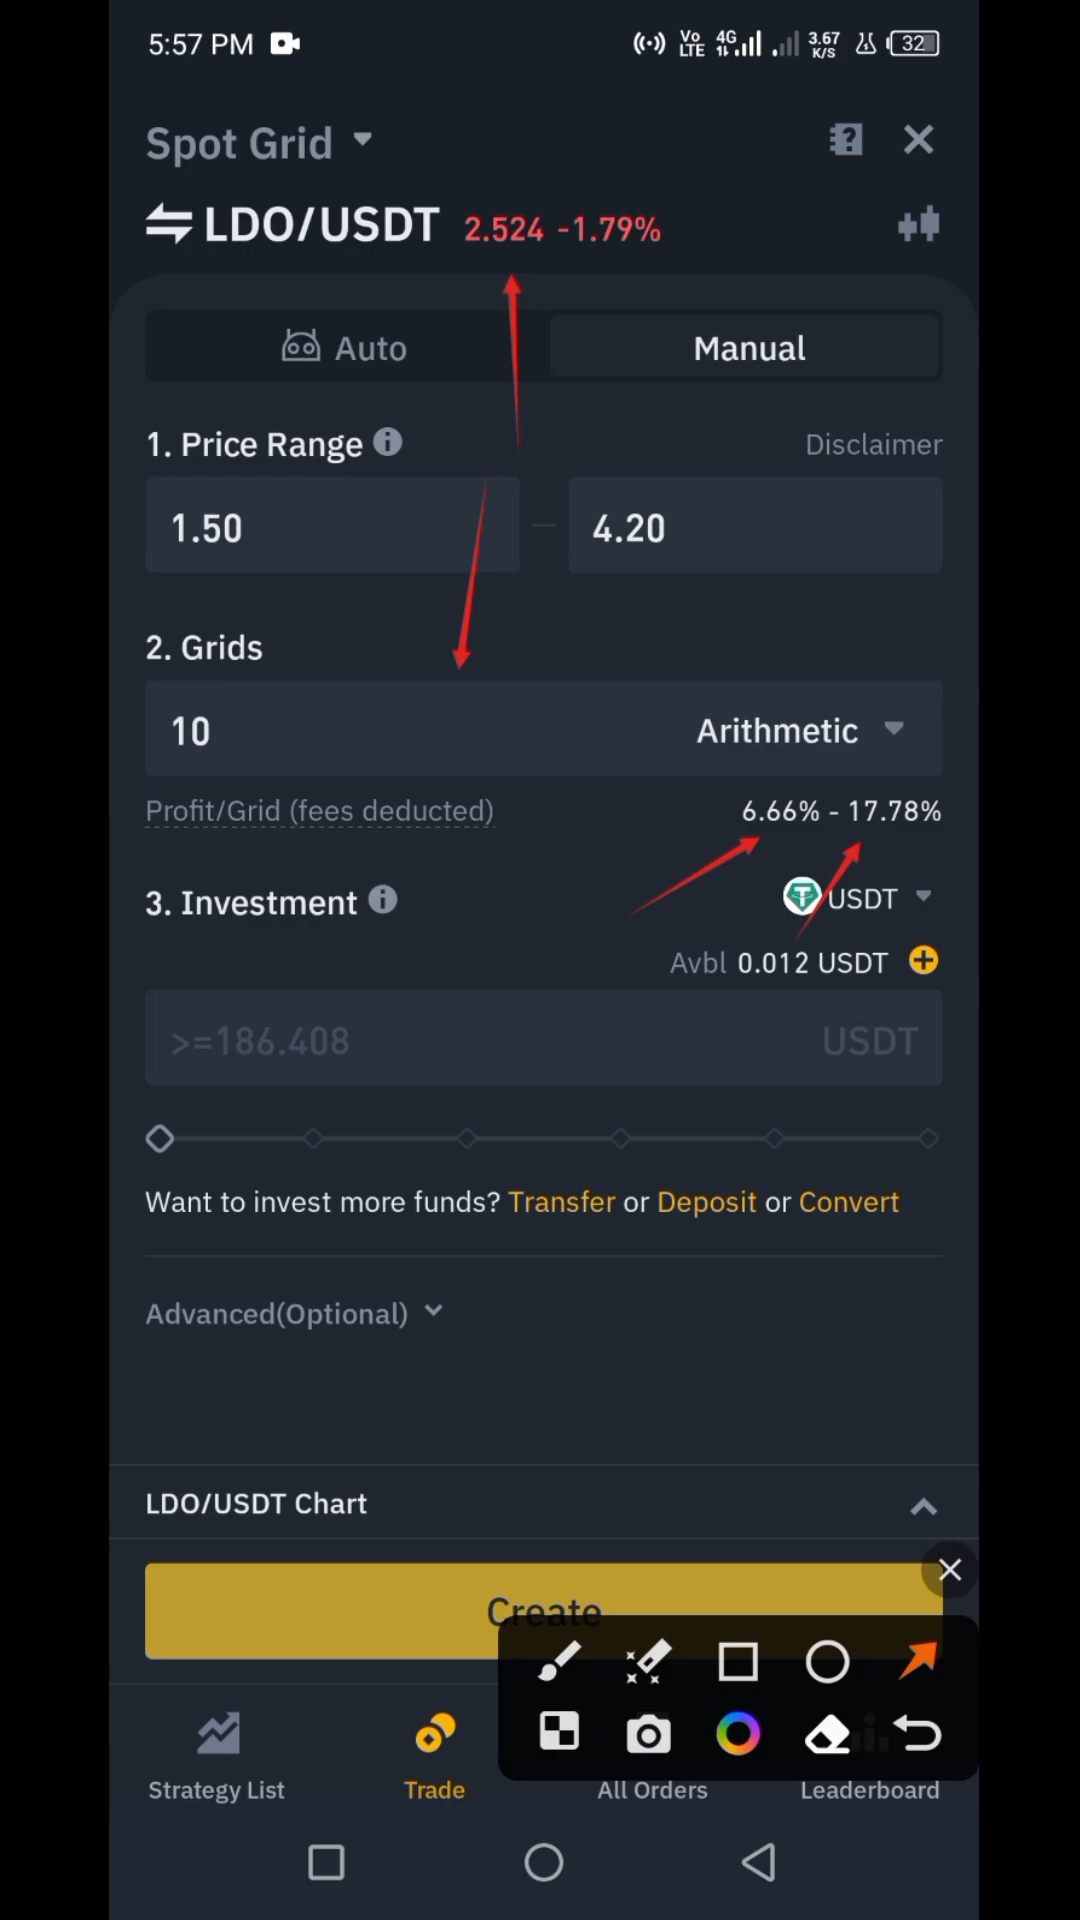 5:57 PM Vo LTE 4G 3.67 K/S 32
Spot Grid
LDO/USDT 2.524 -1.79%
Auto Manual
1. Price Range Disclaimer
1.50 – 4.20
2. Grids
10 Arithmetic
Profit/Grid (fees deducted) 6.66% - 17.78%
3. Investment USDT
Avbl 0.012 USDT
>=186.408 USDT
Want to invest more funds? Transfer or Deposit or Convert
Advanced(Optional)
LDO/USDT Chart
Create
Strategy List Trade All Orders Leaderboard